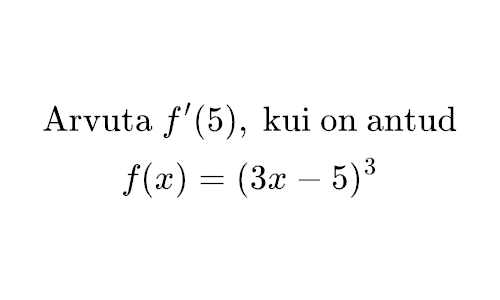 Arvuta f′(5), kui on antud
f(x) = (3x − 5)³